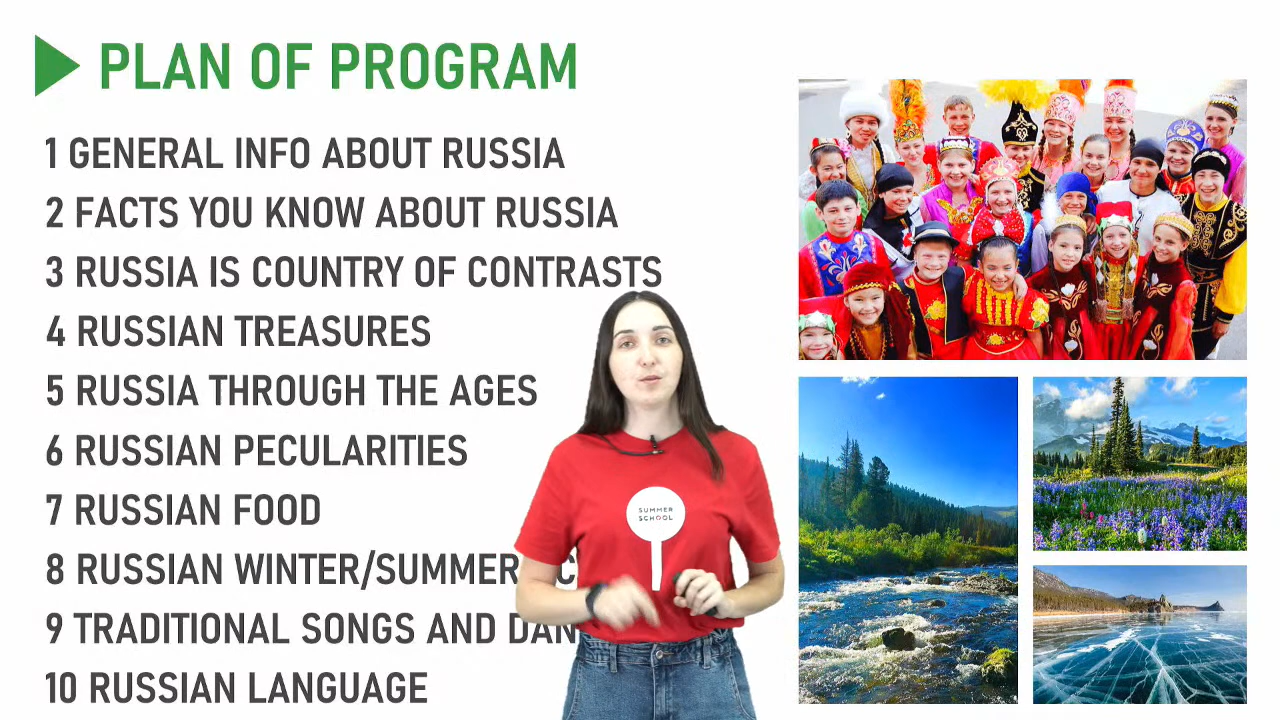 PLAN OF PROGRAM
1 GENERAL INFO ABOUT RUSSIA
2 FACTS YOU KNOW ABOUT RUSSIA
3 RUSSIA IS COUNTRY OF CONTRASTS
4 RUSSIAN TREASURES
5 RUSSIA THROUGH THE AGES
6 RUSSIAN PECULARITIES
7 RUSSIAN FOOD
8 RUSSIAN WINTER/SUMMER
9 TRADITIONAL SONGS AND
10 RUSSIAN LANGUAGE
SUMMER
SCHOOL